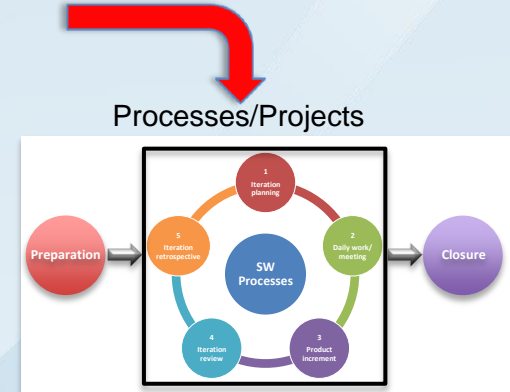 Processes/Projects
1
Iteration
planning
5
Iteration
retrospective
2
Daily work/
meeting
Preparation
SW
Processes
Closure
4
Iteration
review
3
Product
increment